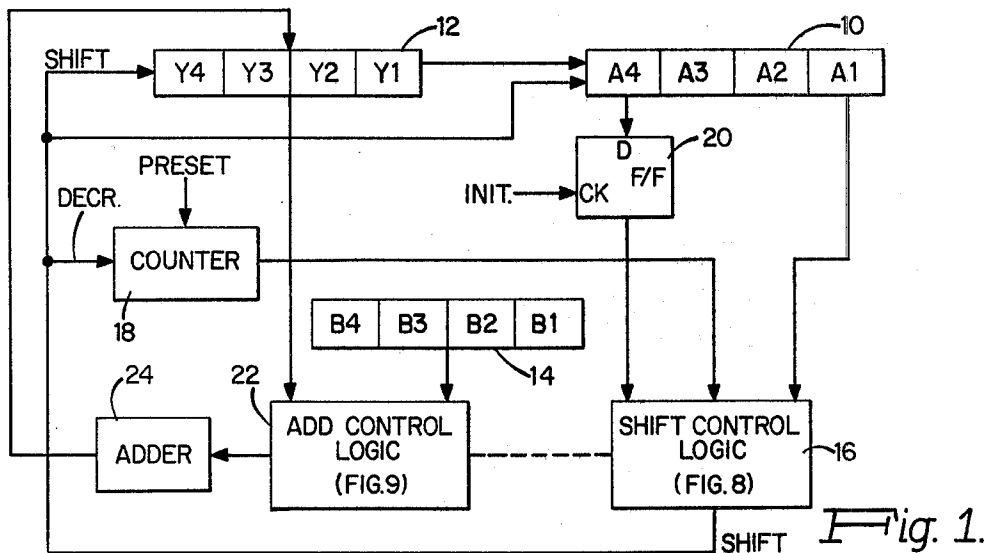 12
10
SHIFT
Y4 Y3 Y2 Y1
A4 A3 A2 A1
D
20
F/F
PRESET
INIT.
CK
DECR.
COUNTER
18
B4 B3 B2 B1
14
24
22
ADD CONTROL
LOGIC
(FIG.9)
SHIFT CONTROL
LOGIC
(FIG. 8)
16
ADDER
SHIFT
Fig. 1.